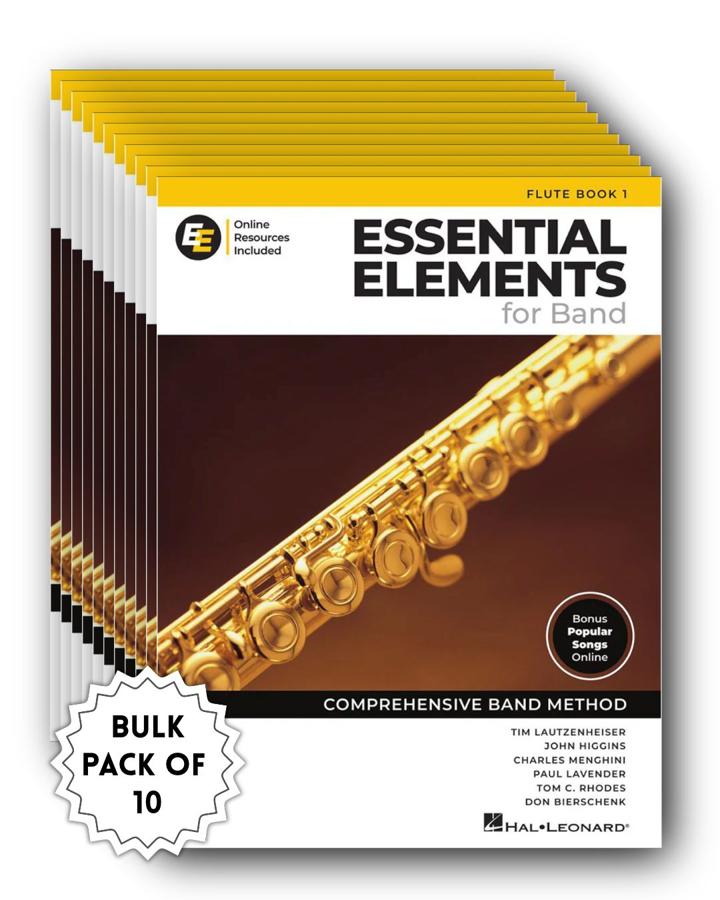 FLUTE BOOK 1
EE
Online
Resources
Included
ESSENTIAL
ELEMENTS
for Band
Bonus
Popular
Songs
Online
COMPREHENSIVE BAND METHOD
TIM LAUTZENHEISER
JOHN HIGGINS
CHARLES MENGHINI
PAUL LAVENDER
TOM C. RHODES
DON BIERSCHENK
HAL•LEONARD®
BULK
PACK OF
10